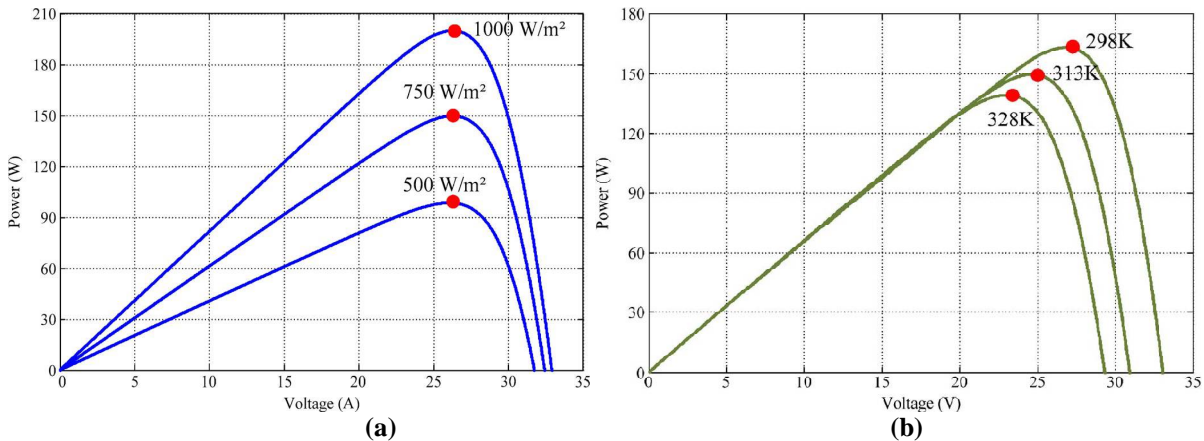 210
180
150
120
90
60
30
0
Power (W)
1000 W/m²
750 W/m²
500 W/m²
0 5 10 15 20 25 30 35
Voltage (A)
(a)
180
150
120
90
60
30
0
Power (W)
298K
313K
328K
0 5 10 15 20 25 30 35
Voltage (V)
(b)